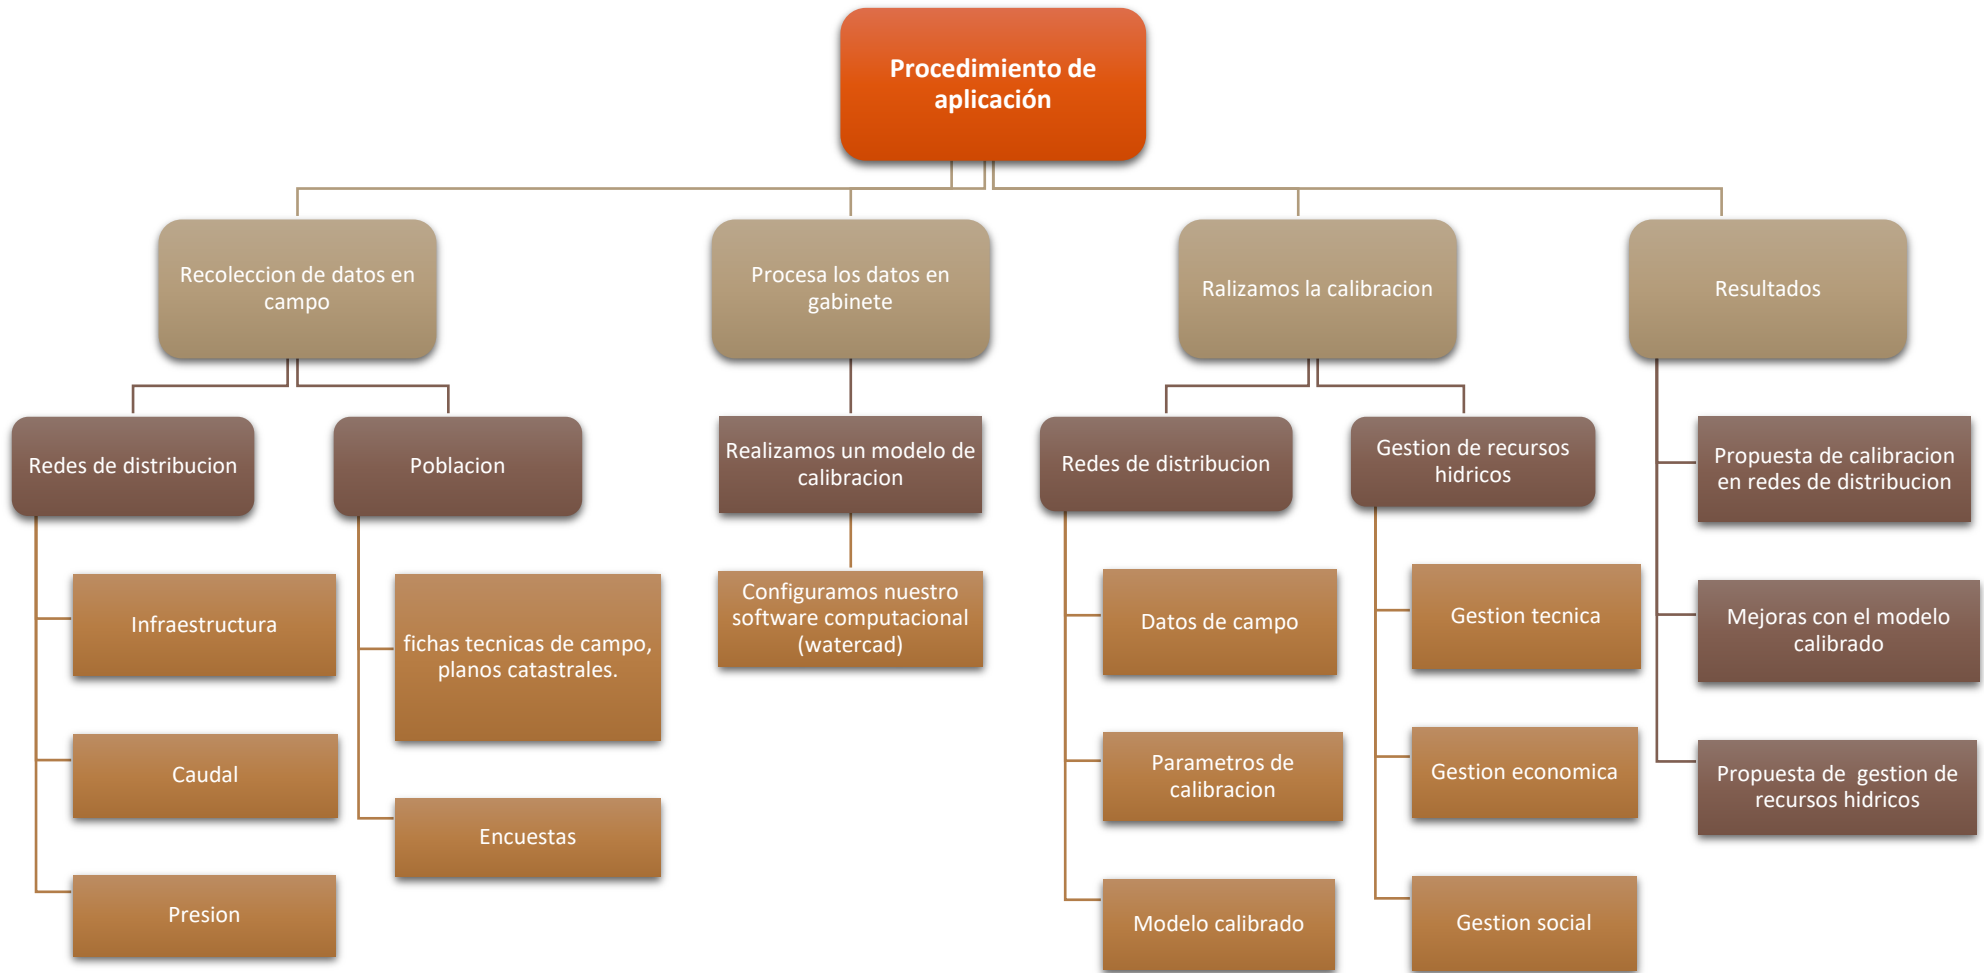 Procedimiento de
aplicación
Recoleccion de datos en
campo
Procesa los datos en
gabinete
Ralizamos la calibracion
Resultados
Redes de distribucion
Poblacion
Realizamos un modelo de
calibracion
Redes de distribucion
Gestion de recursos
hidricos
Propuesta de calibracion
en redes de distribucion
Infraestructura
fichas tecnicas de campo,
planos catastrales.
Configuramos nuestro
software computacional
(watercad)
Datos de campo
Gestion tecnica
Mejoras con el modelo
calibrado
Caudal
Encuestas
Parametros de
calibracion
Gestion economica
Propuesta de  gestion de
recursos hidricos
Presion
Modelo calibrado
Gestion social